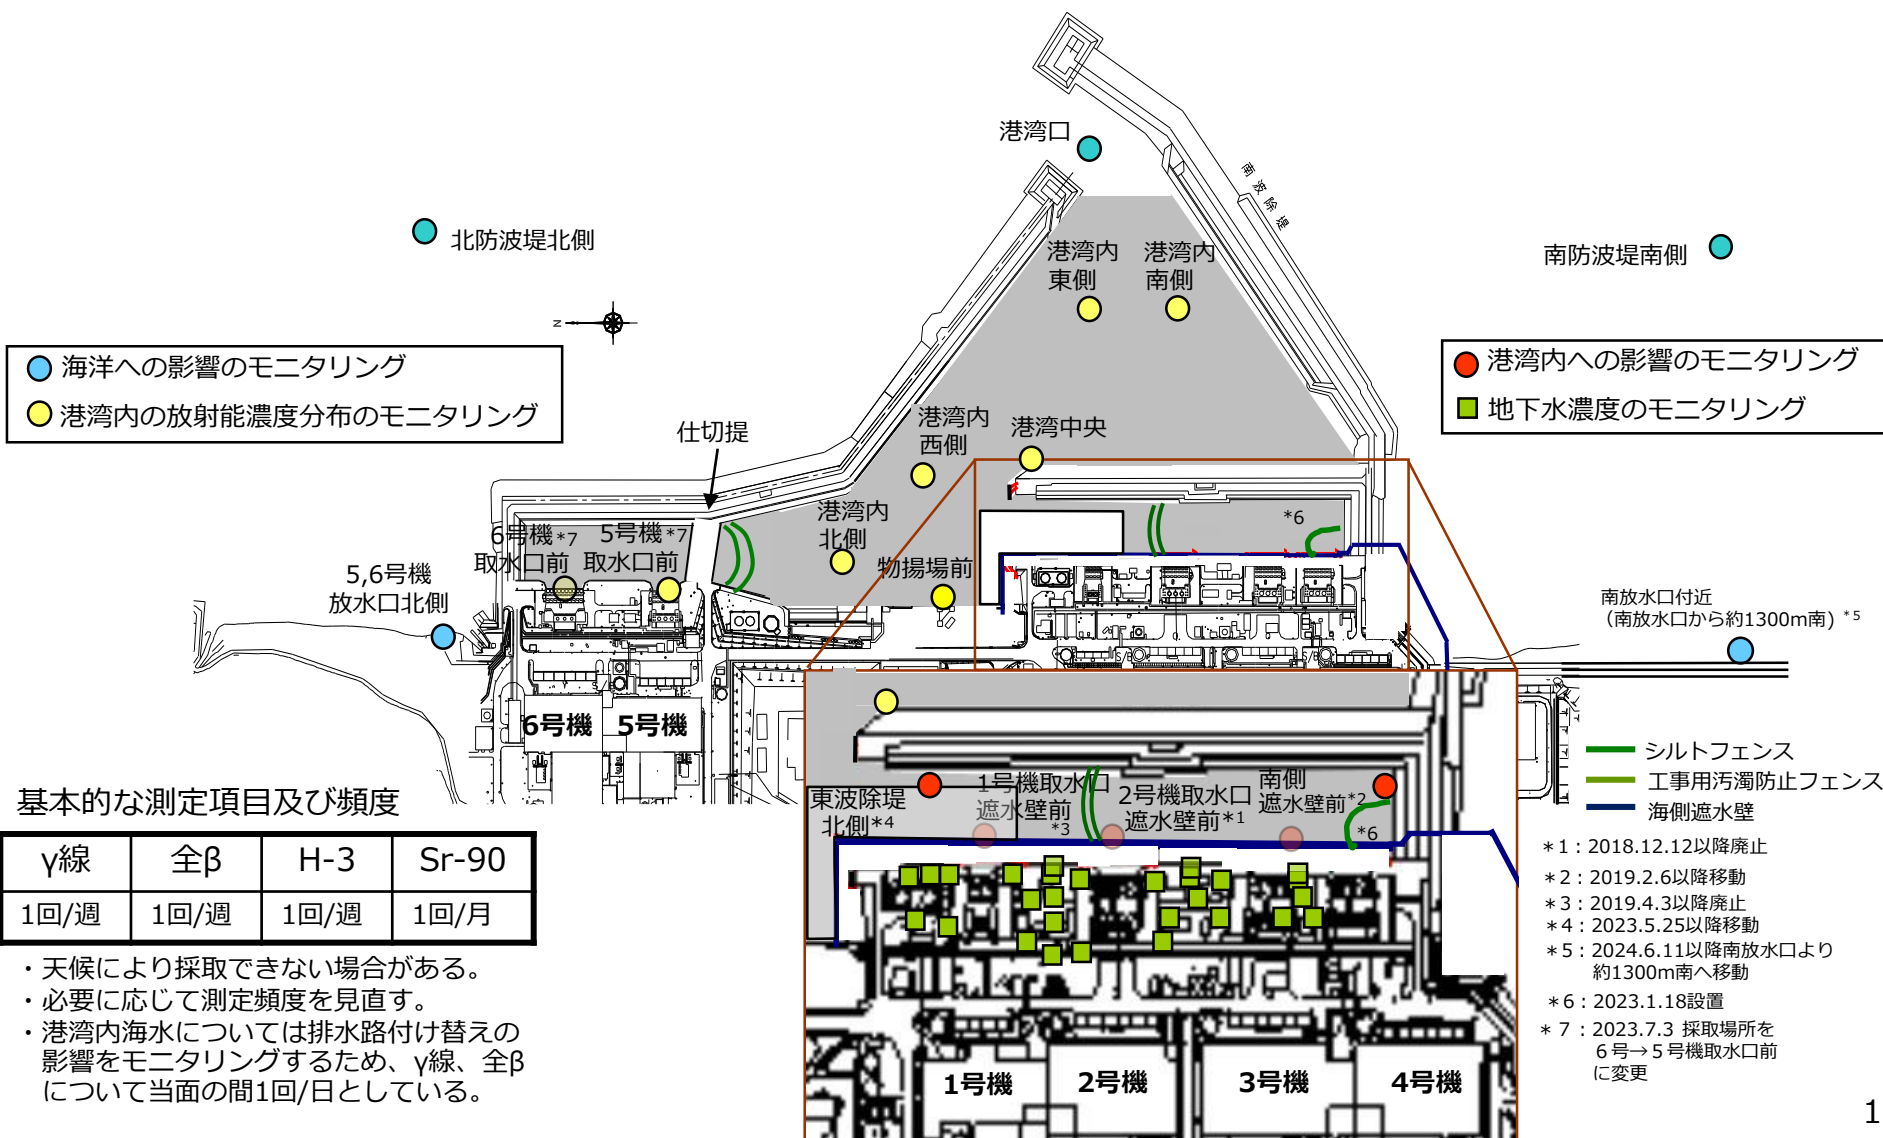 港湾口
南波除堤
北防波堤北側
南防波堤南側
港湾内
東側
港湾内
南側
N
海洋への影響のモニタリング
港湾内の放射能濃度分布のモニタリング
港湾内への影響のモニタリング
地下水濃度のモニタリング
仕切提
港湾内
西側
港湾中央
港湾内
北側
物揚場前
6号機*7
取水口前
5号機*7
取水口前
*6
5,6号機
放水口北側
南放水口付近
（南放水口から約1300m南）*5
S/B
S/B
S/B
6号機
5号機
シルトフェンス
工事用汚濁防止フェンス
海側遮水壁
東波除堤
北側*4
1号機取水口
遮水壁前
*3
2号機取水口
遮水壁前*1
南側
遮水壁前*2
*6
1号機
2号機
3号機
4号機
基本的な測定項目及び頻度
γ線 全β H-3 Sr-90
1回/週 1回/週 1回/週 1回/月
・天候により採取できない場合がある。
・必要に応じて測定頻度を見直す。
・港湾内海水については排水路付け替えの
影響をモニタリングするため、γ線、全β
について当面の間1回/日としている。
＊1：2018.12.12以降廃止
＊2：2019.2.6以降移動
＊3：2019.4.3以降廃止
＊4：2023.5.25以降移動
＊5：2024.6.11以降南放水口より
約1300m南へ移動
＊6：2023.1.18設置
＊7：2023.7.3 採取場所を
６号→５号機取水口前
に変更
1